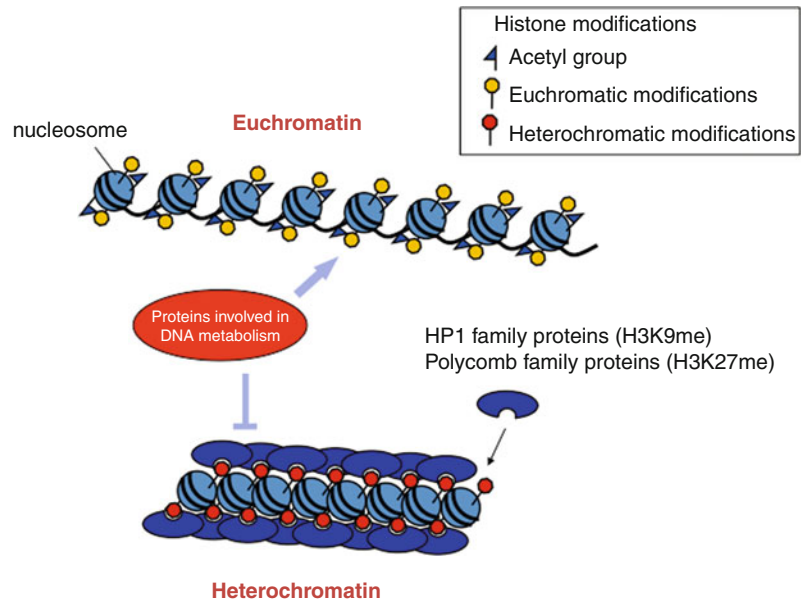 Histone modifications
Acetyl group
Euchromatic modifications
Heterochromatic modifications
nucleosome
Euchromatin
Proteins involved in
DNA metabolism
HP1 family proteins (H3K9me)
Polycomb family proteins (H3K27me)
Heterochromatin